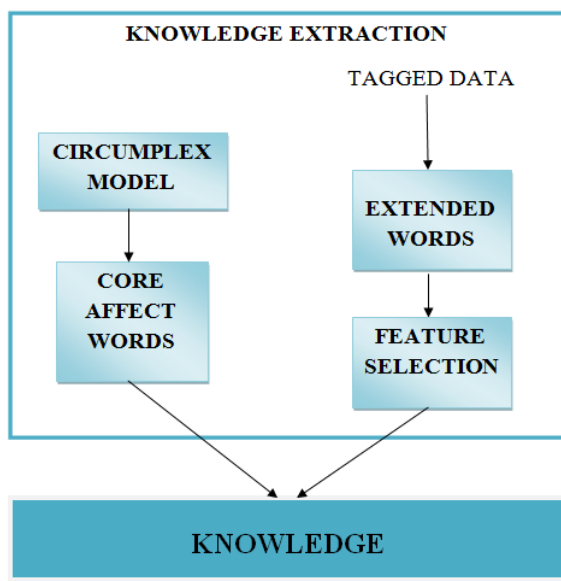 KNOWLEDGE EXTRACTION
TAGGED DATA
CIRCUMPLEX
MODEL
EXTENDED
WORDS
CORE
AFFECT
WORDS
FEATURE
SELECTION
KNOWLEDGE